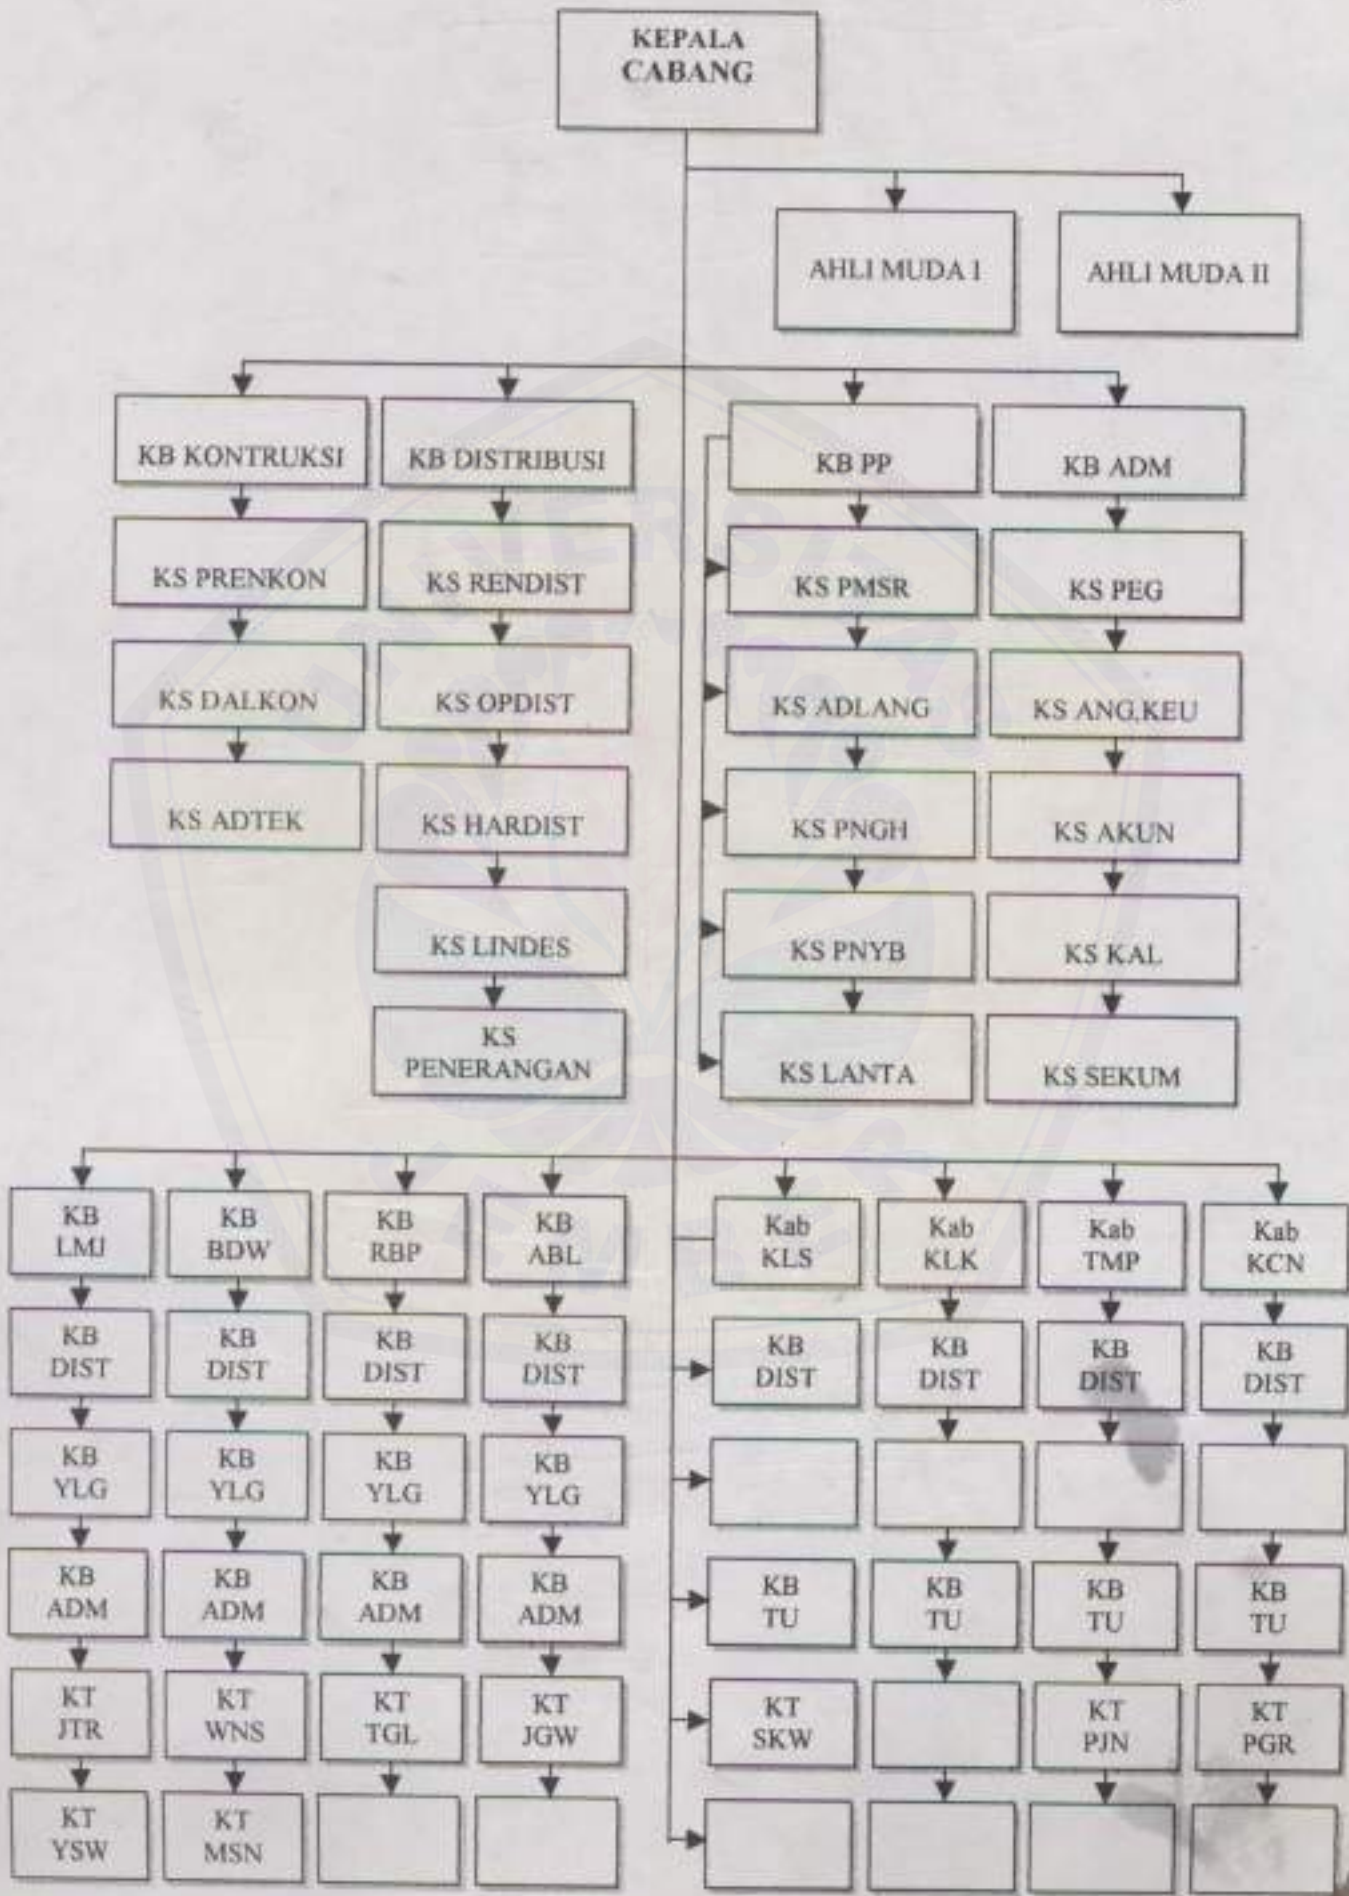 KEPALA
CABANG
AHLI MUDA I
AHLI MUDA II
KB KONTRUKSI
KB DISTRIBUSI
KB PP
KB ADM
KS PRENKON
KS RENDIST
KS PMSR
KS PEG
KS DALKON
KS OPDIST
KS ADLANG
KS ANG,KEU
KS ADTEK
KS HARDIST
KS PNGH
KS AKUN
KS LINDES
KS PNYB
KS KAL
KS
PENERANGAN
KS LANTA
KS SEKUM
KB
LMJ
KB
BDW
KB
RBP
KB
ABL
Kab
KLS
Kab
KLK
Kab
TMP
Kab
KCN
KB
DIST
KB
DIST
KB
DIST
KB
DIST
KB
DIST
KB
DIST
KB
DIST
KB
DIST
KB
YLG
KB
YLG
KB
YLG
KB
YLG
KB
ADM
KB
ADM
KB
ADM
KB
ADM
KB
TU
KB
TU
KB
TU
KB
TU
KT
JTR
KT
WNS
KT
TGL
KT
JGW
KT
SKW
KT
PJN
KT
PGR
KT
YSW
KT
MSN
UNIVERSITAS
JEMBER